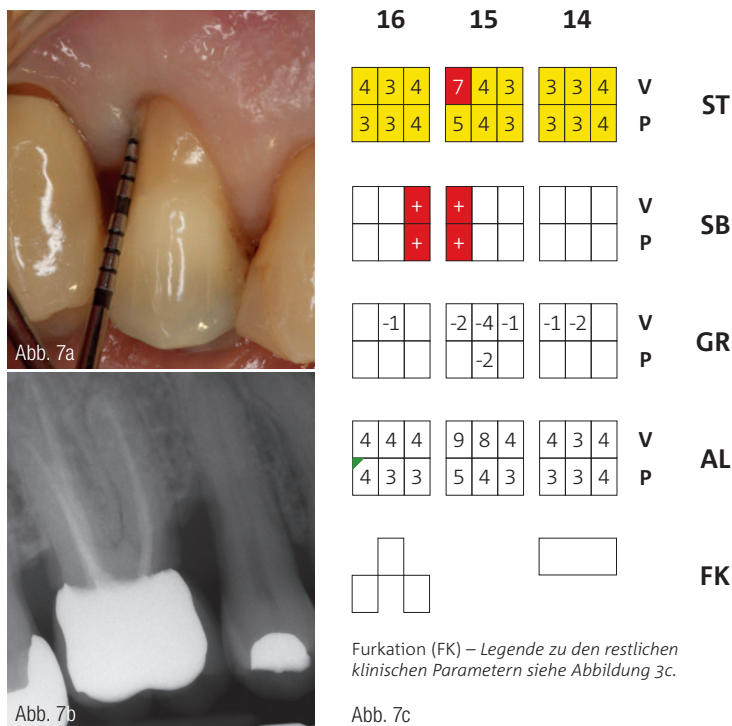 Abb. 7a
Abb. 7b
16 15 14
4 3 4 7 4 3 3 3 4 V
3 3 4 5 4 3 3 3 4 P
ST
+ + V
+ + P
SB
-1 -2 -4 -1 -1 -2 V
-2 P
GR
4 4 4 9 8 4 4 3 4 V
4 3 3 5 4 3 3 3 4 P
AL
FK
Furkation (FK) – Legende zu den restlichen
klinischen Parametern siehe Abbildung 3c.
Abb. 7c